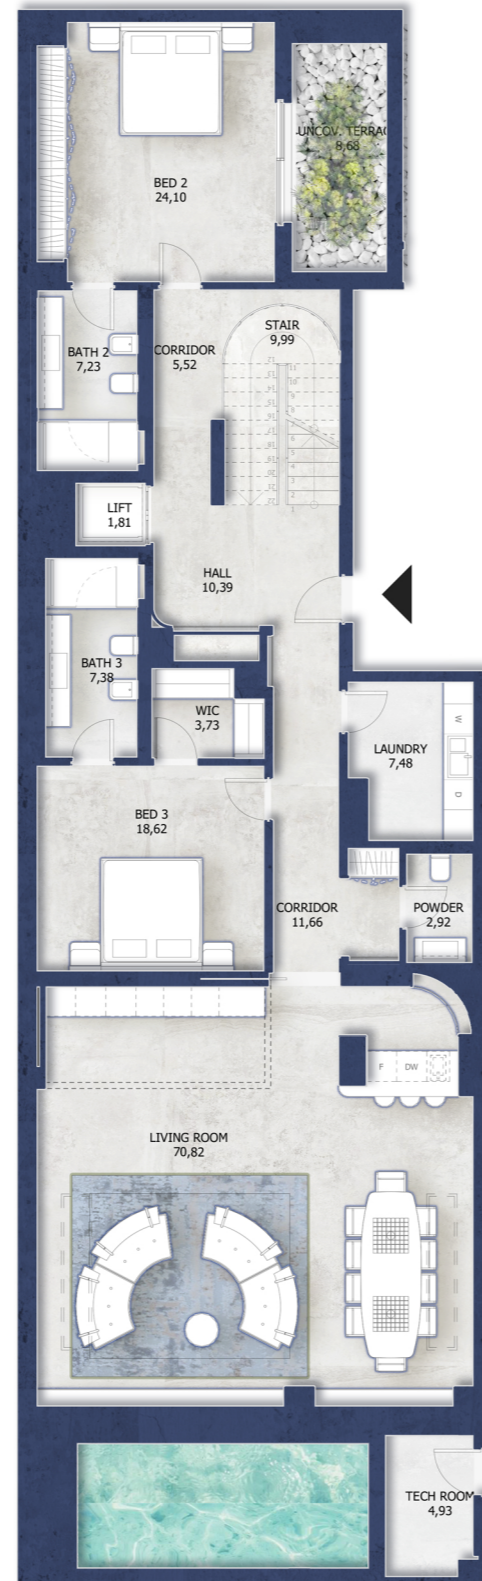 UNCOV. TERRAC
8,68
BED 2
24,10
STAIR
9,99
BATH 2
7,23
CORRIDOR
5,52
LIFT
1,81
HALL
10,39
BATH 3
7,38
WIC
3,73
W
LAUNDRY
7,48
D
BED 3
18,62
CORRIDOR
11,66
POWDER
2,92
F DW
LIVING ROOM
70,82
TECH ROOM
4,93